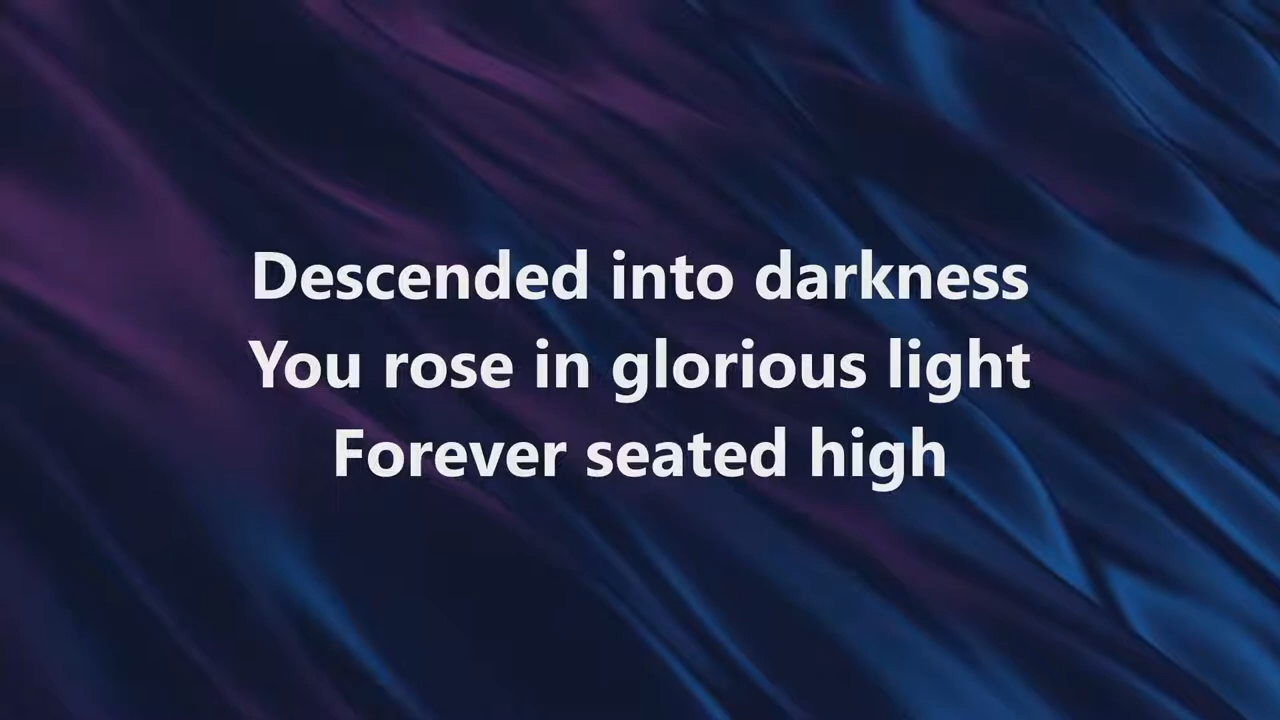 Descended into darkness
You rose in glorious light
Forever seated high